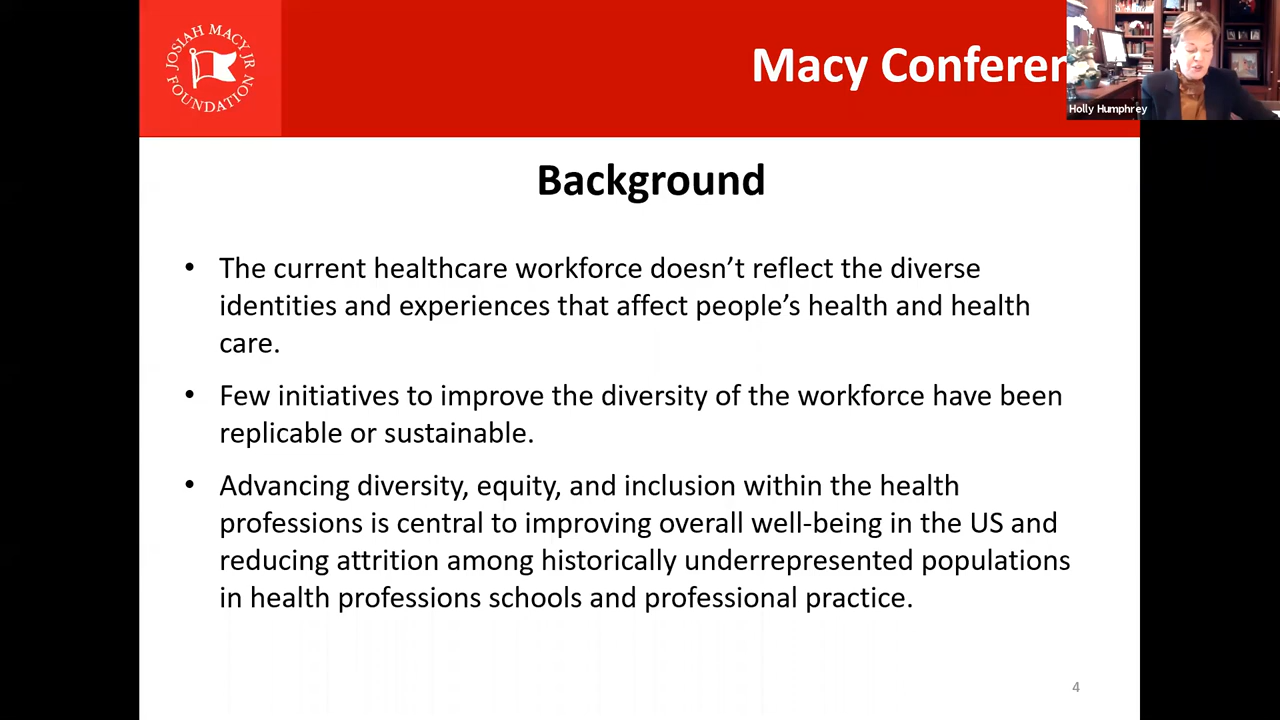 JOSIAH MACY JR
FOUNDATION
Macy Conferen
Holly Humphrey
Background
• The current healthcare workforce doesn’t reflect the diverse
identities and experiences that affect people’s health and health
care.
• Few initiatives to improve the diversity of the workforce have been
replicable or sustainable.
• Advancing diversity, equity, and inclusion within the health
professions is central to improving overall well-being in the US and
reducing attrition among historically underrepresented populations
in health professions schools and professional practice.
4